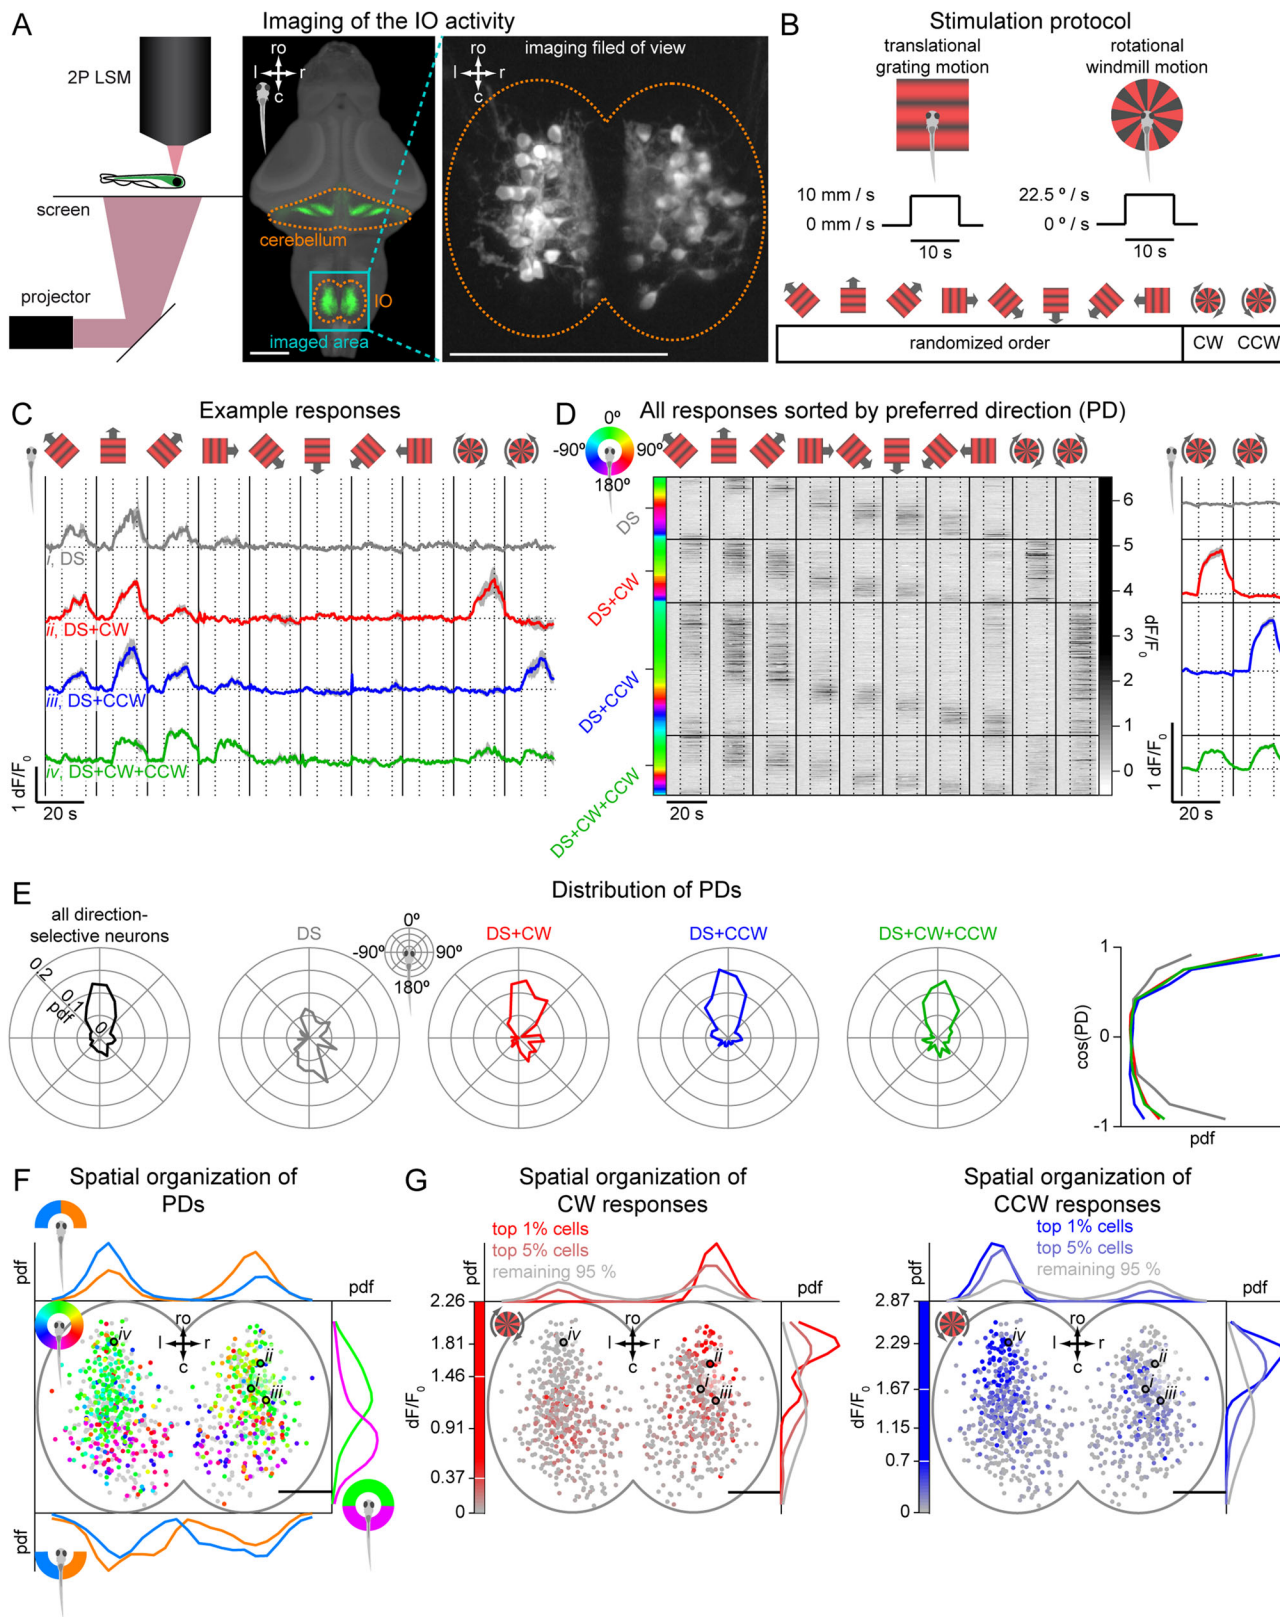 A
Imaging of the IO activity
2P LSM
screen
projector
ro
l
r
c
cerebellum
IO
imaged area
imaging filed of view
ro
l
r
c
B
Stimulation protocol
translational
grating motion
rotational
windmill motion
10 mm / s
0 mm / s
10 s
22.5 º / s
0 º / s
10 s
randomized order
CW
CCW
C
Example responses
i, DS
ii, DS+CW
iii, DS+CCW
iv, DS+CW+CCW
1 dF/F0
20 s
D
All responses sorted by preferred direction (PD)
0º
-90º
90º
180º
DS
DS+CW
DS+CCW
DS+CW+CCW
20 s
6
5
4
3
2
1
0
dF/F0
1 dF/F0
E
Distribution of PDs
all direction-
selective neurons
0.2
0.1
0
pdf
DS
0º
-90º
90º
180º
DS+CW
DS+CCW
DS+CW+CCW
1
0
-1
cos(PD)
pdf
F
Spatial organization of
PDs
pdf
pdf
ro
l
r
c
iv
ii
i
iii
pdf
G
Spatial organization of
CW responses
top 1% cells
top 5% cells
remaining 95 %
pdf
pdf
2.26
1.81
1.46
0.91
0.37
0
dF/F0
ro
l
r
c
iv
ii
i
iii
Spatial organization of
CCW responses
top 1% cells
top 5% cells
remaining 95 %
pdf
pdf
2.87
2.29
1.67
1.15
0.7
0
dF/F0
ro
l
r
c
iv
ii
i
iii